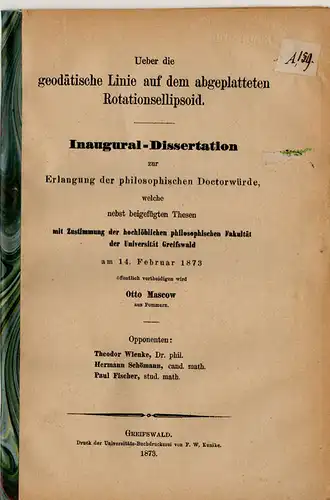 A,159
Ueber die
geodätische Linie auf dem abgeplatteten
Rotationsellipsoid.
Inaugural-Dissertation
zur
Erlangung der philosophischen Doctorwürde,
welche
nebst beigefügten Thesen
mit Zustimmung der hochlöblichen philosophischen Fakultät
der Universität Greifswald
am 14. Februar 1873
öffentlich vertheidigen wird
Otto Mascow
aus Pommern.
Opponenten:
Theodor Wienke, Dr. phil.
Hermann Schömann, cand. math.
Paul Fischer, stud. math.
Greifswald.
Druck der Universitäts-Buchdruckerei von F. W. Kunike.
1873.